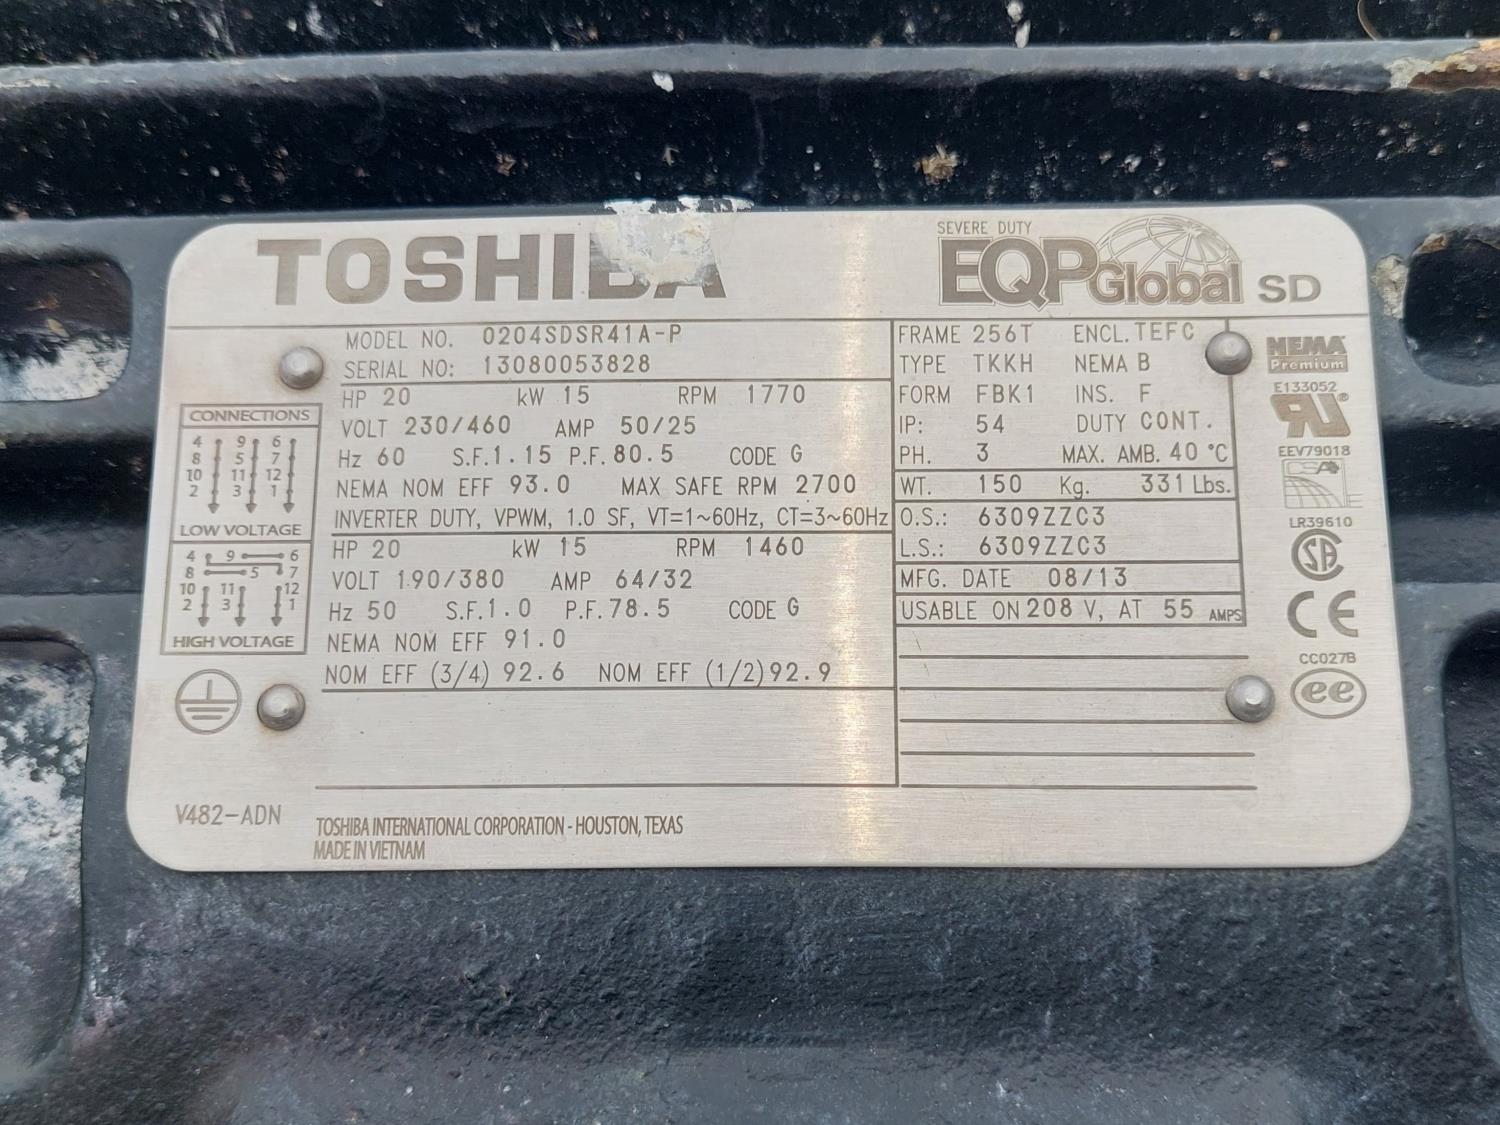 TOSHIBA
SEVERE DUTY
EQP Global SD
MODEL NO. 0204SDSR41A-P
SERIAL NO: 13080053828
HP 20 kW 15 RPM 1770
VOLT 230/460 AMP 50/25
Hz 60 S.F. 1.15 P.F. 80.5 CODE G
NEMA NOM EFF 93.0 MAX SAFE RPM 2700
INVERTER DUTY, VPWM, 1.0 SF, VT=1~60Hz, CT=3~60Hz
HP 20 kW 15 RPM 1460
VOLT 190/380 AMP 64/32
Hz 50 S.F. 1.0 P.F. 78.5 CODE G
NEMA NOM EFF 91.0
NOM EFF (3/4) 92.6 NOM EFF (1/2) 92.9
FRAME 256T ENCL. TEFC
TYPE TKKH NEMA B
FORM FBK1 INS. F
IP: 54 DUTY CONT.
PH. 3 MAX. AMB. 40 °C
WT. 150 Kg. 331 Lbs.
O.S.: 6309ZZC3
L.S.: 6309ZZC3
MFG. DATE 08/13
USABLE ON 208 V, AT 55 AMPS
CONNECTIONS
4 9 6
8 5 7
10 11 12
2 3 1
LOW VOLTAGE
4 9 6
8 5 7
10 11 12
2 3 1
HIGH VOLTAGE
NEMA
Premium
E133052
RU®
EEV79018
CSA
LR39610
SA
CE
CC027B
ee
V482-ADN
TOSHIBA INTERNATIONAL CORPORATION - HOUSTON, TEXAS
MADE IN VIETNAM